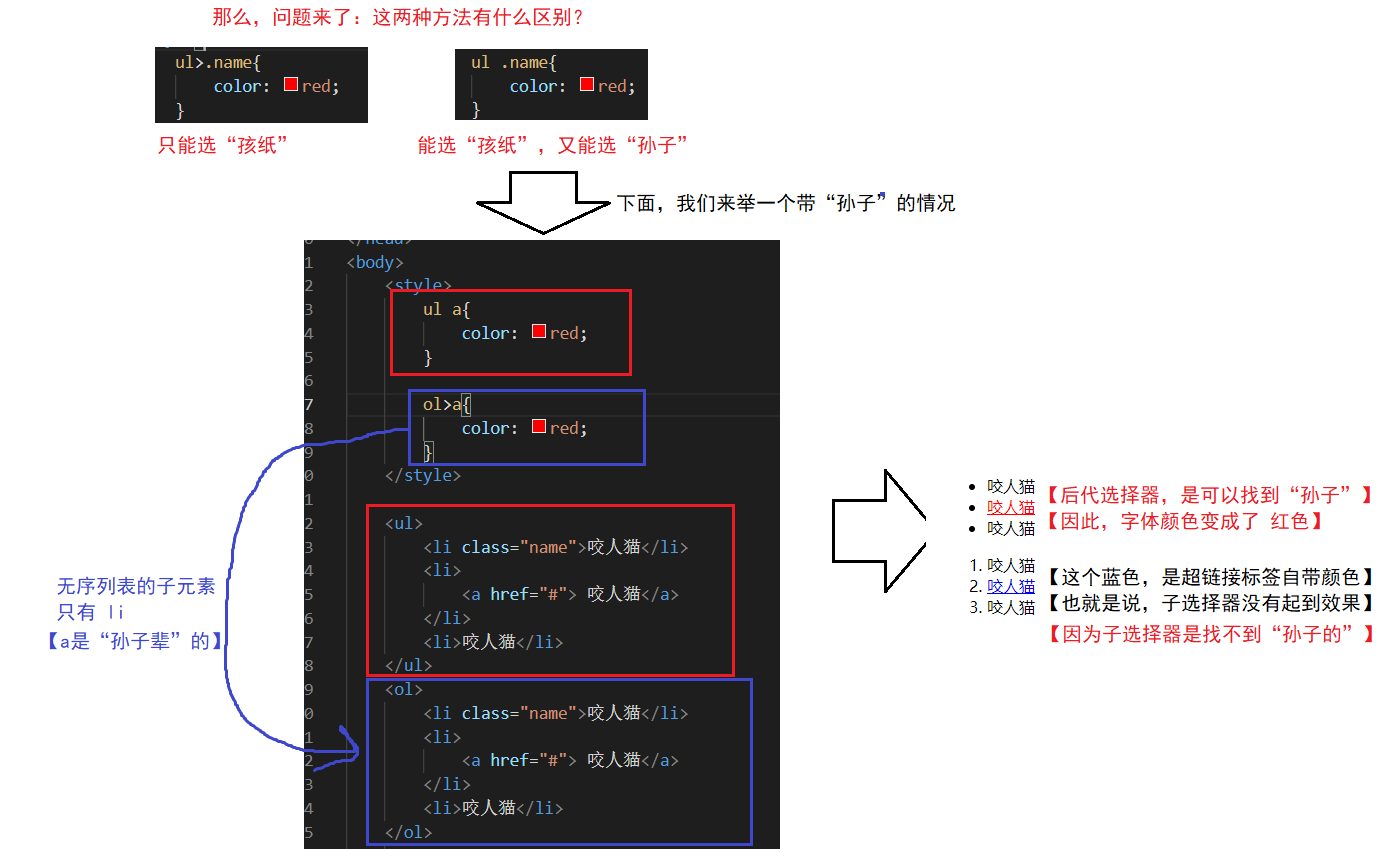 那么，问题来了：这两种方法有什么区别？
ul>.name{
color: red;
}
ul .name{
color: red;
}
只能选“孩纸”
能选“孩纸”，又能选“孙子”
下面，我们来举一个带“孙子”的情况
</head>
1 <body>
2 <style>
3 ul a{
4 color: red;
5 }
6
7 ol>a{
8 color: red;
9 }
0 </style>
1
2 <ul>
3 <li class="name">咬人猫</li>
4 <li>
5 <a href="#"> 咬人猫</a>
6 </li>
7 <li>咬人猫</li>
8 </ul>
9 <ol>
0 <li class="name">咬人猫</li>
1 <li>
2 <a href="#"> 咬人猫</a>
3 </li>
4 <li>咬人猫</li>
5 </ol>
无序列表的子元素
只有 li
【a是“孙子辈”的】
• 咬人猫
• 咬人猫
• 咬人猫
【后代选择器，是可以找到“孙子”】
【因此，字体颜色变成了 红色】
1. 咬人猫
2. 咬人猫
3. 咬人猫
【这个蓝色，是超链接标签自带颜色】
【也就是说，子选择器没有起到效果】
【因为子选择器是找不到“孙子的”】